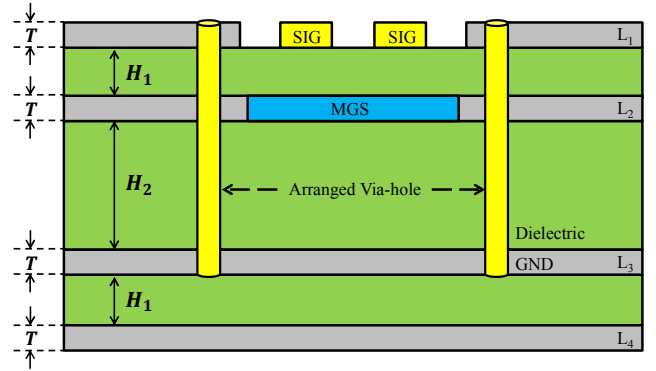 T
SIG
SIG
L₁
H₁
T
MGS
L₂
H₂
Arranged Via-hole
Dielectric
T
GND
L₃
H₁
T
L₄